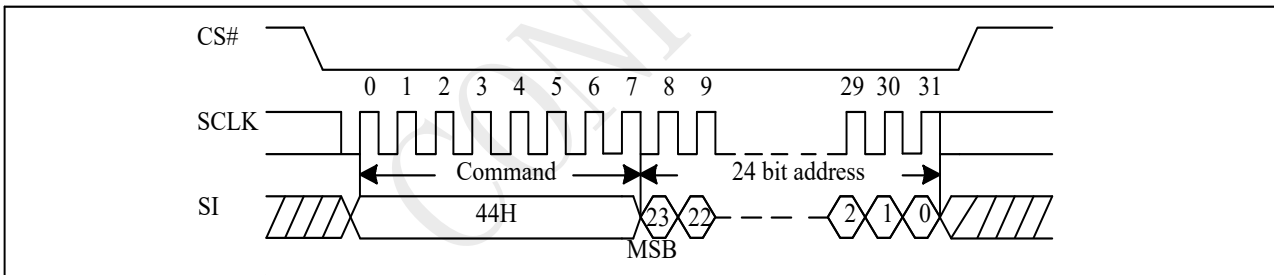 CS#
0 1 2 3 4 5 6 7 8 9 29 30 31
SCLK
Command 24 bit address
SI 44H 23 22 2 1 0
MSB
CONF